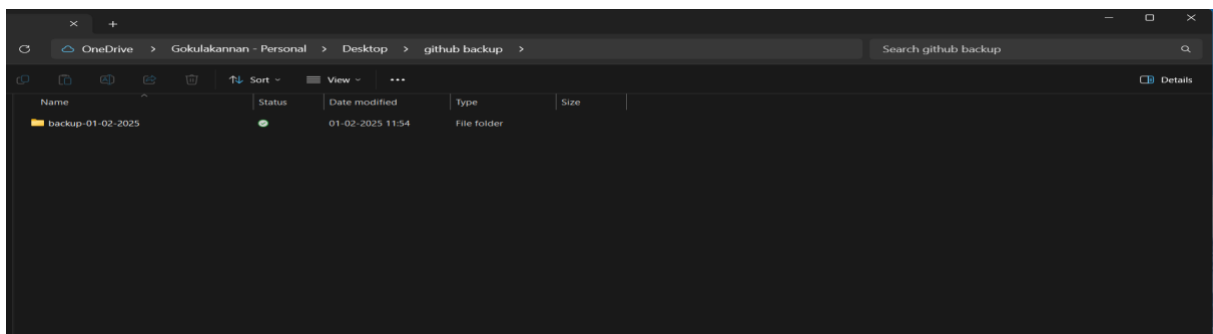 OneDrive > Gokulakannan - Personal > Desktop > github backup > Search github backup
Sort View ... Details
Name Status Date modified Type Size
backup-01-02-2025 01-02-2025 11:54 File folder